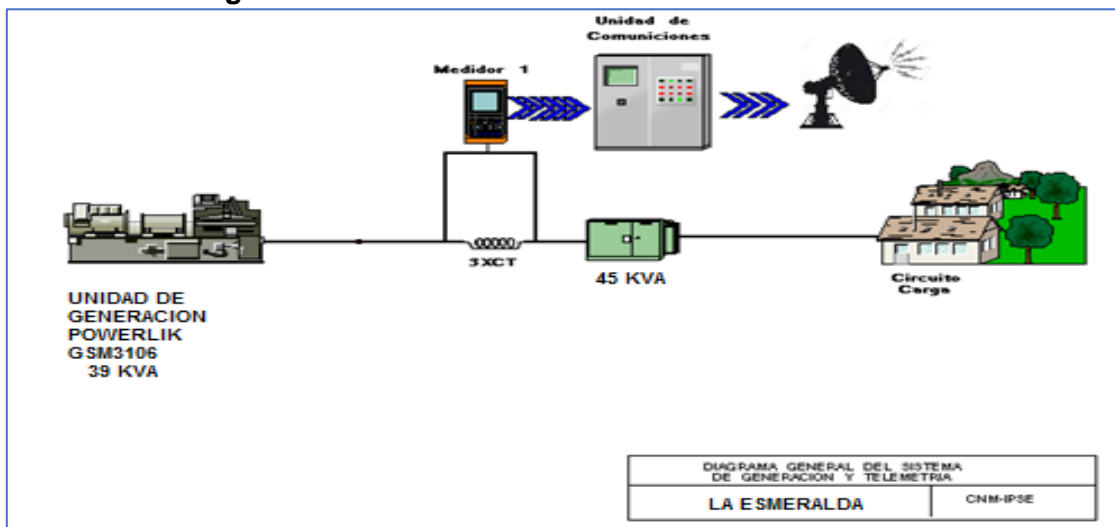 Unidad de
Comuniciones
Medidor 1
3XCT
45 KVA
Circuito
Carga
UNIDAD DE
GENERACION
POWERLIK
GSM3106
39 KVA
DIAGRAMA GENERAL DEL SISTEMA
DE GENERACION Y TELEMETRIA
LA ESMERALDA
CNM-IPSE